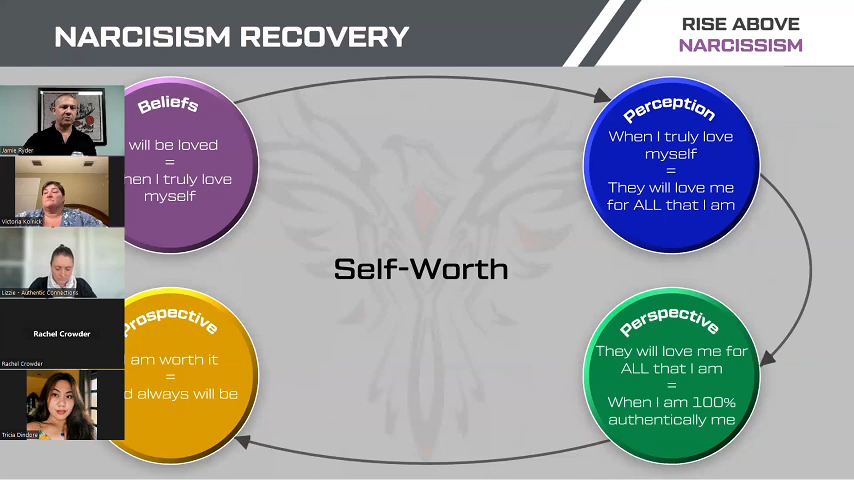 NARCISISM RECOVERY
RISE ABOVE
NARCISSISM
Jamie Ryder
Victoria Kolnick
Lizzie - Authentic Connections
Rachel Crowder
Rachel Crowder
Tricia Dindore
Beliefs
will be loved
=
hen I truly love
myself
Perception
When I truly love
myself
=
They will love me
for ALL that I am
Self-Worth
Prospective
I am worth it
=
d always will be
Perspective
They will love me for
ALL that I am
=
When I am 100%
authentically me